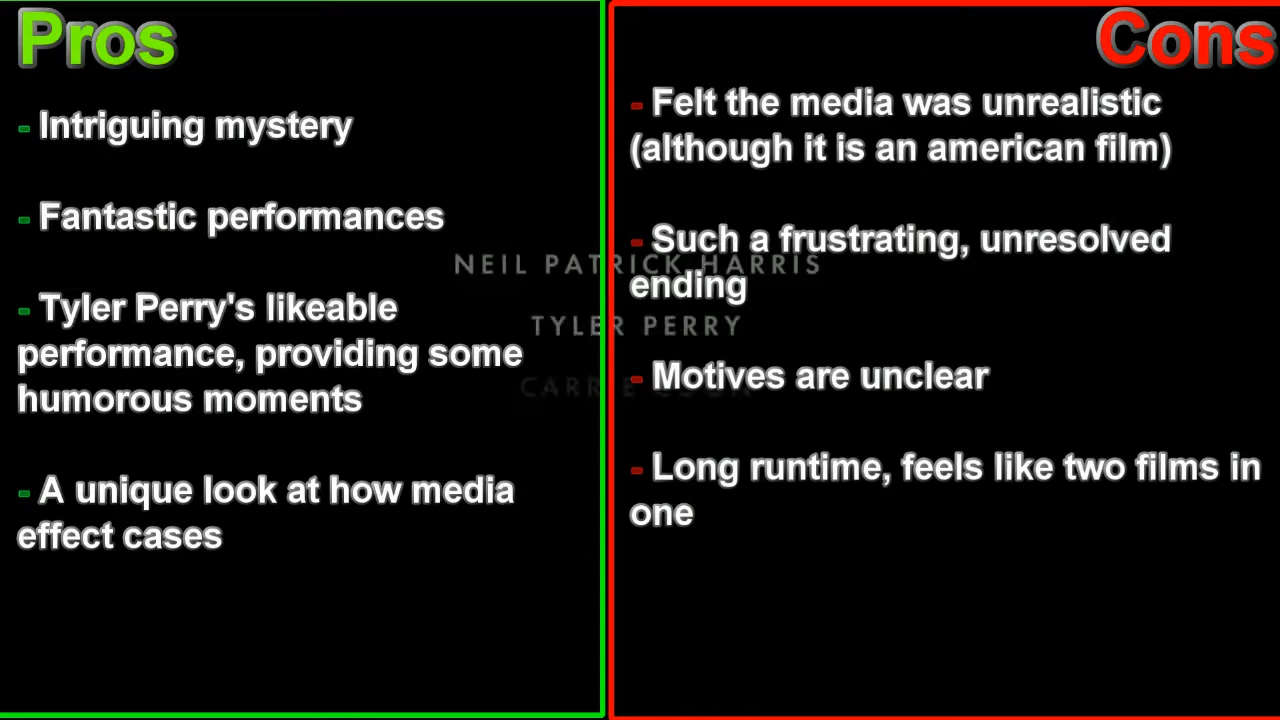 Pros
- Intriguing mystery
- Fantastic performances
- Tyler Perry's likeable
performance, providing some
humorous moments
- A unique look at how media
effect cases
Cons
- Felt the media was unrealistic
(although it is an american film)
- Such a frustrating, unresolved
ending
- Motives are unclear
- Long runtime, feels like two films in
one
NEIL PATRICK HARRIS
TYLER PERRY
CARRIE COON